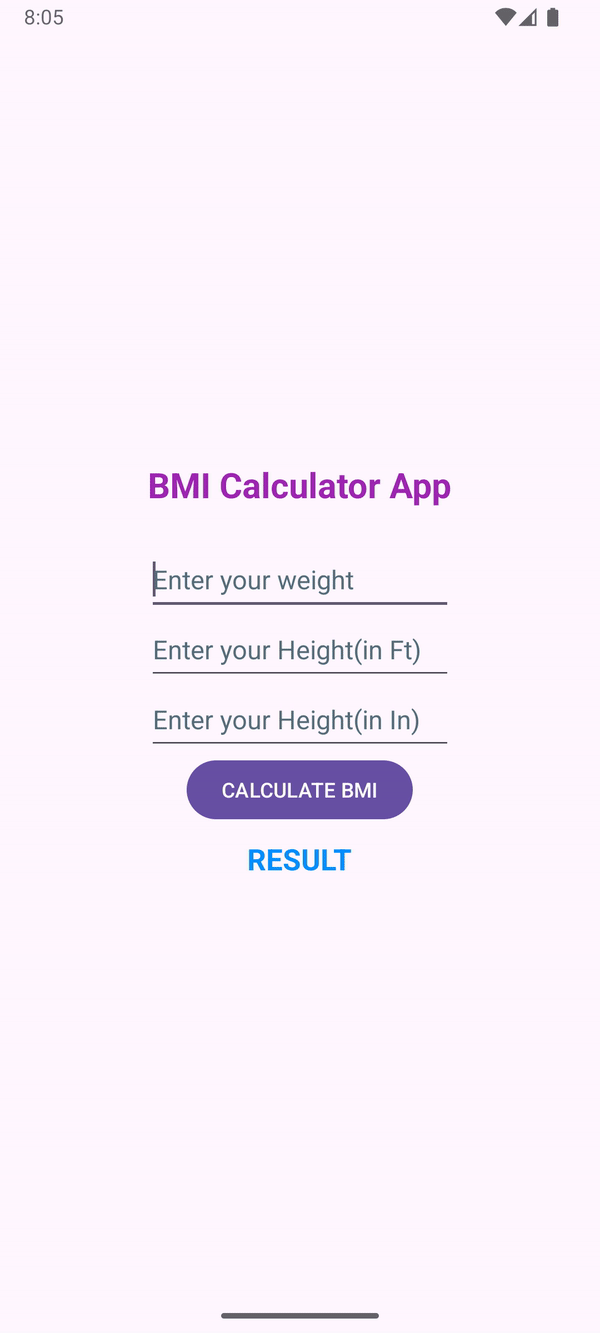 8:05
BMI Calculator App
Enter your weight
Enter your Height(in Ft)
Enter your Height(in In)
CALCULATE BMI
RESULT